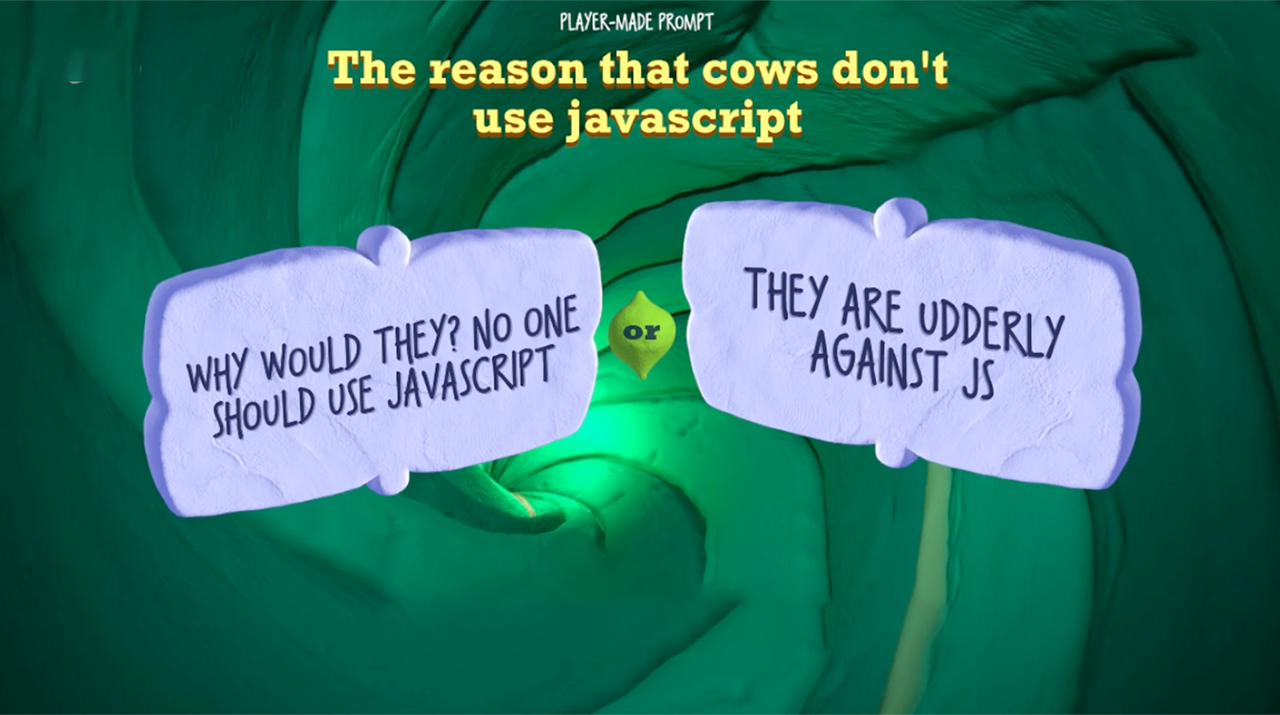 PLAYER-MADE PROMPT
The reason that cows don't
use javascript
WHY WOULD THEY? NO ONE
SHOULD USE JAVASCRIPT
or
THEY ARE UDDERLY
AGAINST JS